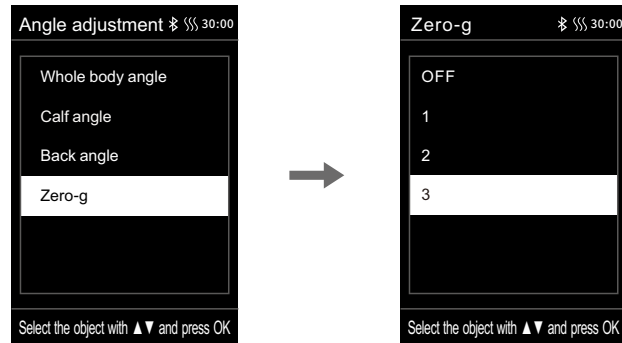 Angle adjustment 30:00
Whole body angle
Calf angle
Back angle
Zero-g
Select the object with ▲▼ and press OK
Zero-g 30:00
OFF
1
2
3
Select the object with ▲▼ and press OK